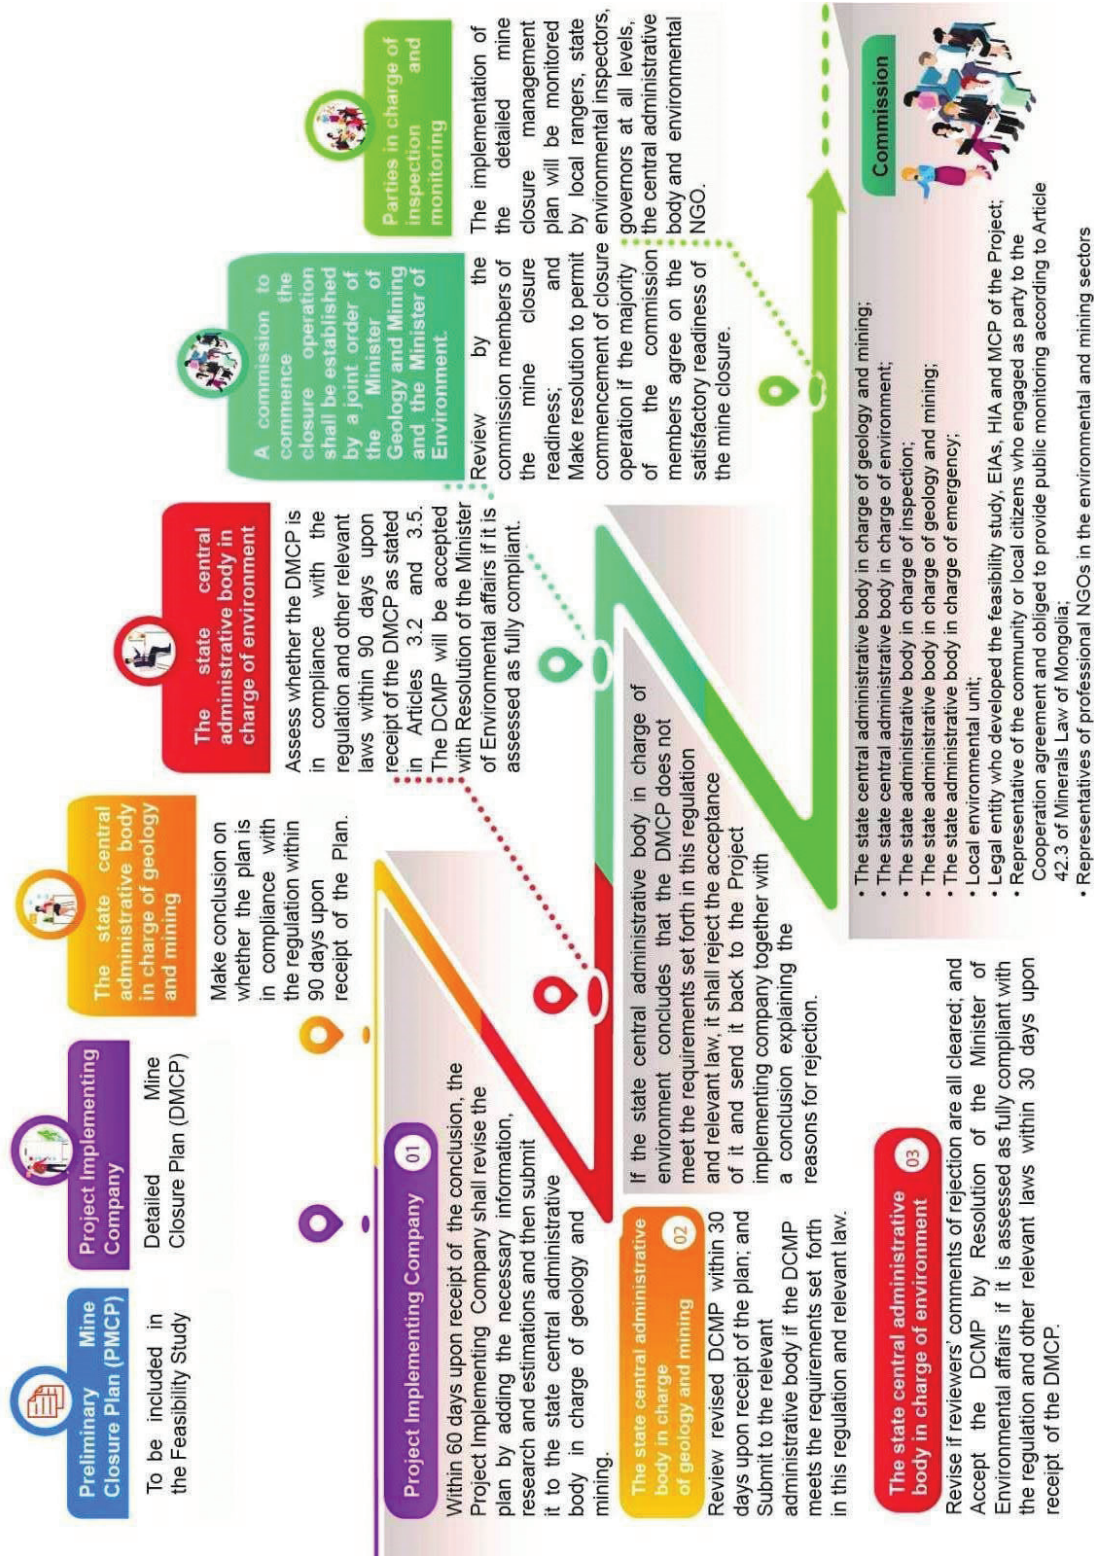 Preliminary Mine
Closure Plan (PMCP)
To be included in
the Feasibility Study
Project Implementing
Company
Detailed Mine
Closure Plan (DMCP)
The state central
administrative body
in charge of geology
and mining
Make conclusion on
whether the plan is
in compliance with
the regulation within
90 days upon
receipt of the Plan.
The state central
administrative body in
charge of environment
Assess whether the DMCP is
in compliance with the
regulation and other relevant
laws within 90 days upon
receipt of the DMCP as stated
in Articles 3.2 and 3.5.
The DCMP will be accepted
with Resolution of the Minister
of Environmental affairs if it is
assessed as fully compliant.
A commission to
commence the
closure operation
shall be established
by a joint order of
the Minister of
Geology and Mining
and the Minister of
Environment.
Review by the
commission members of
the mine closure
readiness; and
Make resolution to permit
commencement of closure
operation if the majority
of the commission
members agree on the
satisfactory readiness of
the mine closure.
Parties in charge of
inspection and
monitoring
The implementation of
the detailed mine
closure management
plan will be monitored
by local rangers, state
environmental inspectors,
governors at all levels,
the central administrative
body and environmental
NGO.
Project Implementing Company 01
Within 60 days upon receipt of the conclusion, the
Project Implementing Company shall revise the
plan by adding the necessary information,
research and estimations and then submit
it to the state central administrative
body in charge of geology and
mining.
The state central administrative
body in charge
of geology and mining 02
Review revised DCMP within 30
days upon receipt of the plan; and
Submit to the relevant
administrative body if the DCMP
meets the requirements set forth
in this regulation and relevant law.
If the state central administrative body in charge of
environment concludes that the DMCP does not
meet the requirements set forth in this regulation
and relevant law, it shall reject the acceptance
of it and send it back to the Project
implementing company together with
a conclusion explaining the
reasons for rejection.
The state central administrative
body in charge of environment 03
Revise if reviewers' comments of rejection are all cleared; and
Accept the DCMP by Resolution of the Minister of
Environmental affairs if it is assessed as fully compliant with
the regulation and other relevant laws within 30 days upon
receipt of the DMCP.
Commission
• The state central administrative body in charge of geology and mining;
• The state central administrative body in charge of environment;
• The state administrative body in charge of inspection;
• The state administrative body in charge of geology and mining;
• The state administrative body in charge of emergency;
• Local environmental unit;
• Legal entity who developed the feasibility study, EIAs, HIA and MCP of the Project;
• Representative of the community or local citizens who engaged as party to the
Cooperation agreement and obliged to provide public monitoring according to Article
42.3 of Minerals Law of Mongolia;
• Representatives of professional NGOs in the environmental and mining sectors